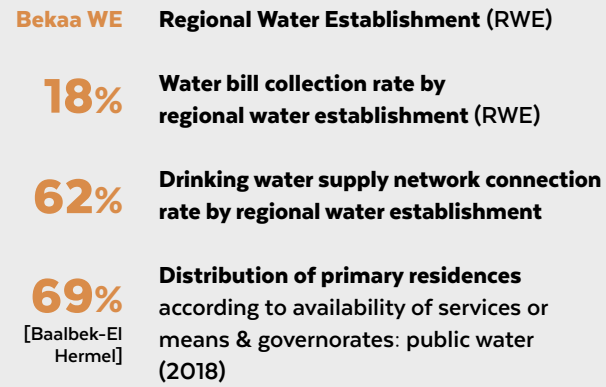 Bekaa WE Regional Water Establishment (RWE)
18% Water bill collection rate by
regional water establishment (RWE)
62% Drinking water supply network connection
rate by regional water establishment
69% Distribution of primary residences
[Baalbek-El according to availability of services or
Hermel] means & governorates: public water
(2018)